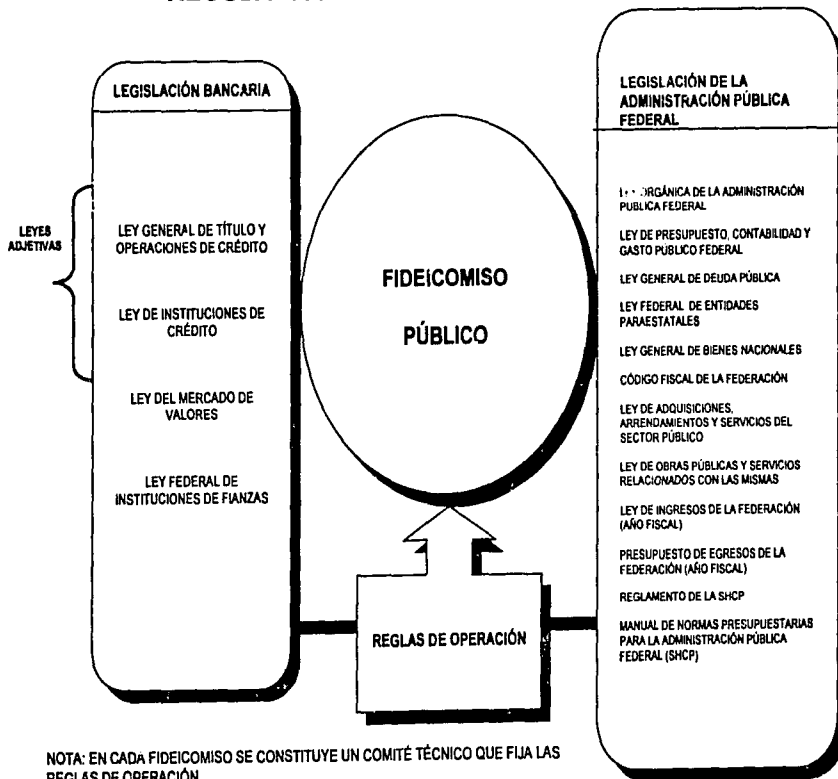 LEGISLACIÓN BANCARIA
LEYES
ADJETIVAS
LEY GENERAL DE TÍTULO Y
OPERACIONES DE CRÉDITO
LEY DE INSTITUCIONES DE
CRÉDITO
LEY DEL MERCADO DE
VALORES
LEY FEDERAL DE
INSTITUCIONES DE FIANZAS
FIDEICOMISO
PÚBLICO
REGLAS DE OPERACIÓN
LEGISLACIÓN DE LA
ADMINISTRACIÓN PÚBLICA
FEDERAL
ORGÁNICA DE LA ADMINISTRACIÓN
PUBLICA FEDERAL
LEY DE PRESUPUESTO, CONTABILIDAD Y
GASTO PÚBLICO FEDERAL
LEY GENERAL DE DEUDA PÚBLICA
LEY FEDERAL DE ENTIDADES
PARAESTATALES
LEY GENERAL DE BIENES NACIONALES
CÓDIGO FISCAL DE LA FEDERACIÓN
LEY DE ADQUISICIONES,
ARRENDAMIENTOS Y SERVICIOS DEL
SECTOR PÚBLICO
LEY DE OBRAS PÚBLICAS Y SERVICIOS
RELACIONADOS CON LAS MISMAS
LEY DE INGRESOS DE LA FEDERACIÓN
(AÑO FISCAL)
PRESUPUESTO DE EGRESOS DE LA
FEDERACIÓN (AÑO FISCAL)
REGLAMENTO DE LA SHCP
MANUAL DE NORMAS PRESUPUESTARIAS
PARA LA ADMINISTRACIÓN PÚBLICA
FEDERAL (SHCP)
NOTA: EN CADA FIDEICOMISO SE CONSTITUYE UN COMITÉ TÉCNICO QUE FIJA LAS
REGLAS DE OPERACIÓN